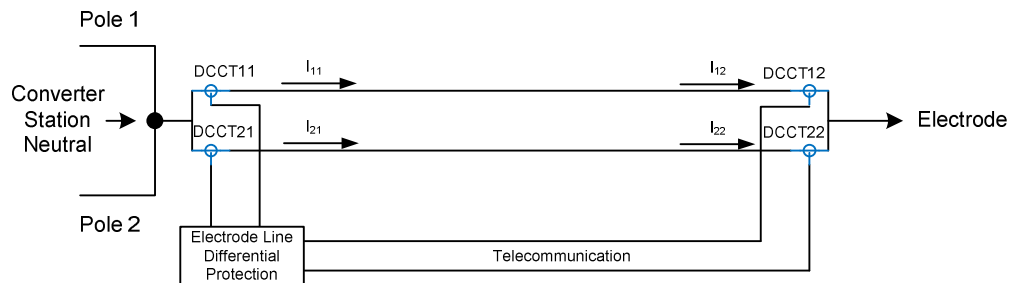 Pole 1
DCCT11
I11
I12
DCCT12
Converter
Station
Neutral
Electrode
DCCT21
I21
I22
DCCT22
Pole 2
Electrode Line
Differential
Protection
Telecommunication